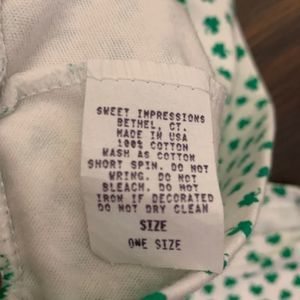 SWEET IMPRESSIONS
BETHEL, CT.
MADE IN USA
100% COTTON
WASH AS COTTON
SHORT SPIN. DO NOT
WRING. DO NOT
BLEACH. DO NOT
IRON IF DECORATED
DO NOT DRY CLEAN
SIZE
ONE SIZE